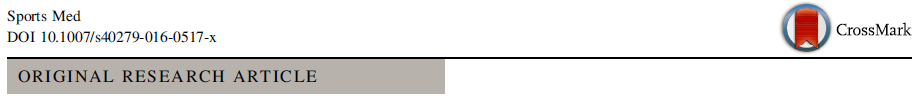 Sports Med
DOI 10.1007/s40279-016-0517-x
CrossMark
ORIGINAL RESEARCH ARTICLE